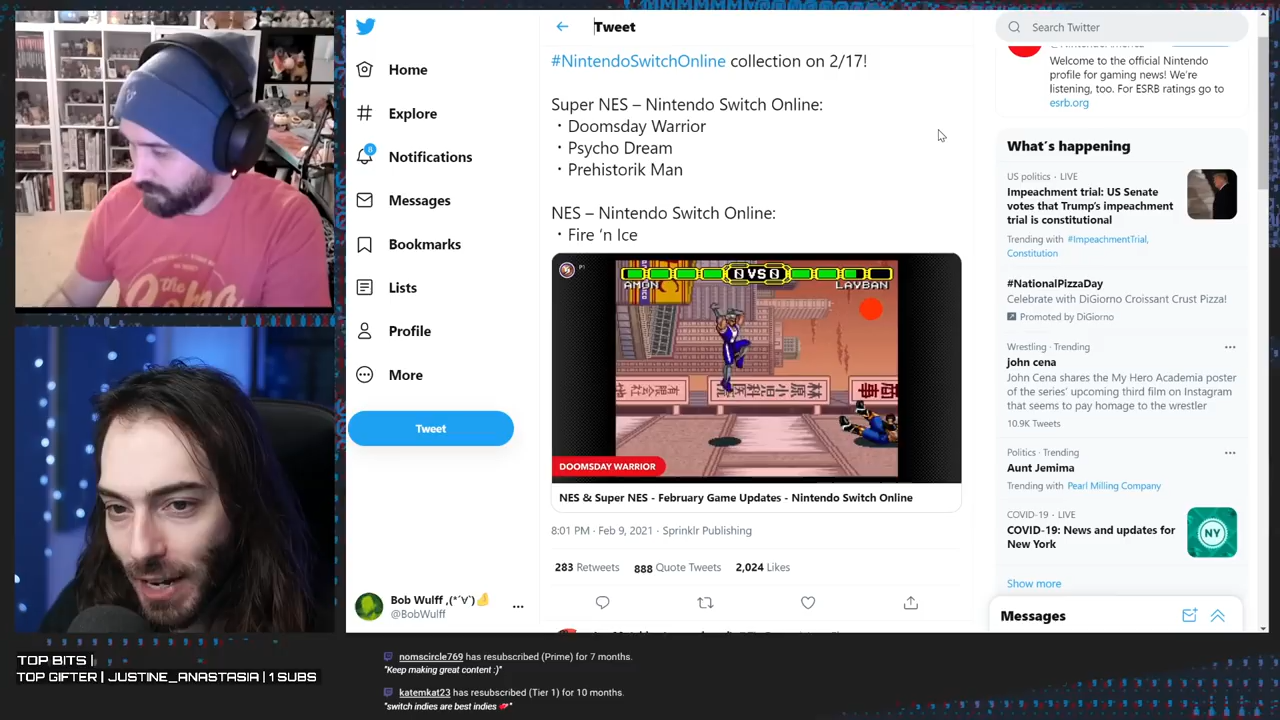 Home
Explore
8
Notifications
Messages
Bookmarks
Lists
Profile
More
Tweet
Bob Wulff ,(*´∀`)👍
@BobWulff
Tweet
#NintendoSwitchOnline collection on 2/17!
Super NES – Nintendo Switch Online:
・Doomsday Warrior
・Psycho Dream
・Prehistorik Man
NES – Nintendo Switch Online:
・Fire ‘n Ice
P1
0 VS 0
AMON
LAYBAN
DOOMSDAY WARRIOR
NES & Super NES - February Game Updates - Nintendo Switch Online
8:01 PM · Feb 9, 2021 · Sprinklr Publishing
283 Retweets 888 Quote Tweets 2,024 Likes
Search Twitter
Welcome to the official Nintendo
profile for gaming news! We're
listening, too. For ESRB ratings go to
esrb.org
What's happening
US politics · LIVE
Impeachment trial: US Senate
votes that Trump's impeachment
trial is constitutional
Trending with #ImpeachmentTrial,
Constitution
#NationalPizzaDay
Celebrate with DiGiorno Croissant Crust Pizza!
Promoted by DiGiorno
Wrestling · Trending
john cena
John Cena shares the My Hero Academia poster
of the series' upcoming third film on Instagram
that seems to pay homage to the wrestler
10.9K Tweets
Politics · Trending
Aunt Jemima
Trending with Pearl Milling Company
COVID-19 · LIVE
COVID-19: News and updates for
New York
NY
Show more
Messages
TOP BITS |
TOP GIFTER | JUSTINE_ANASTASIA | 1 SUBS
nomscircle769 has resubscribed (Prime) for 7 months.
"Keep making great content :)"
katemkat23 has resubscribed (Tier 1) for 10 months.
"switch indies are best indies 💖"